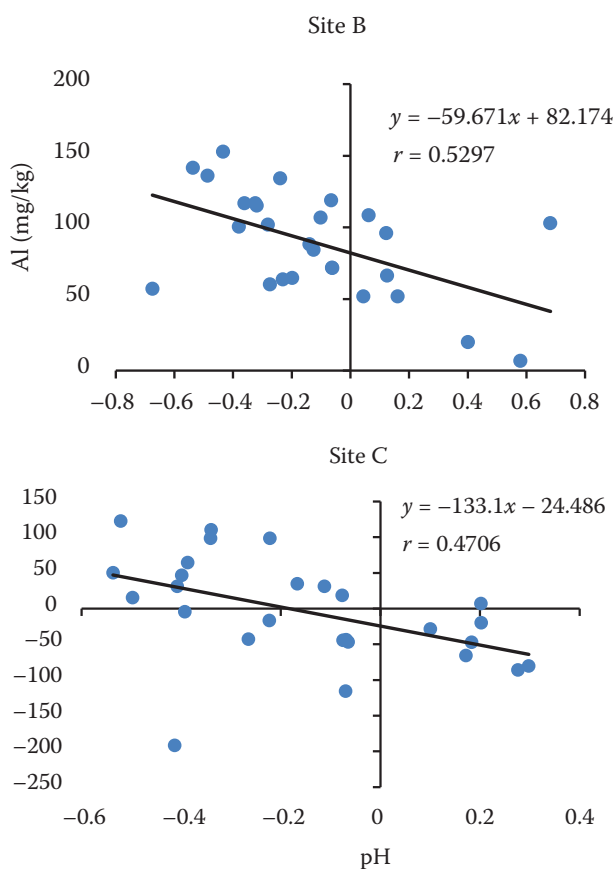 Site B
200
y = −59.671x + 82.174
r = 0.5297
150
100
50
0
Al (mg/kg)
−0.8 −0.6 −0.4 −0.2 0 0.2 0.4 0.6 0.8
Site C
150
y = −133.1x − 24.486
100
r = 0.4706
50
0
−50
−100
−150
−200
−250
−0.6 −0.4 −0.2 0 0.2 0.4
pH